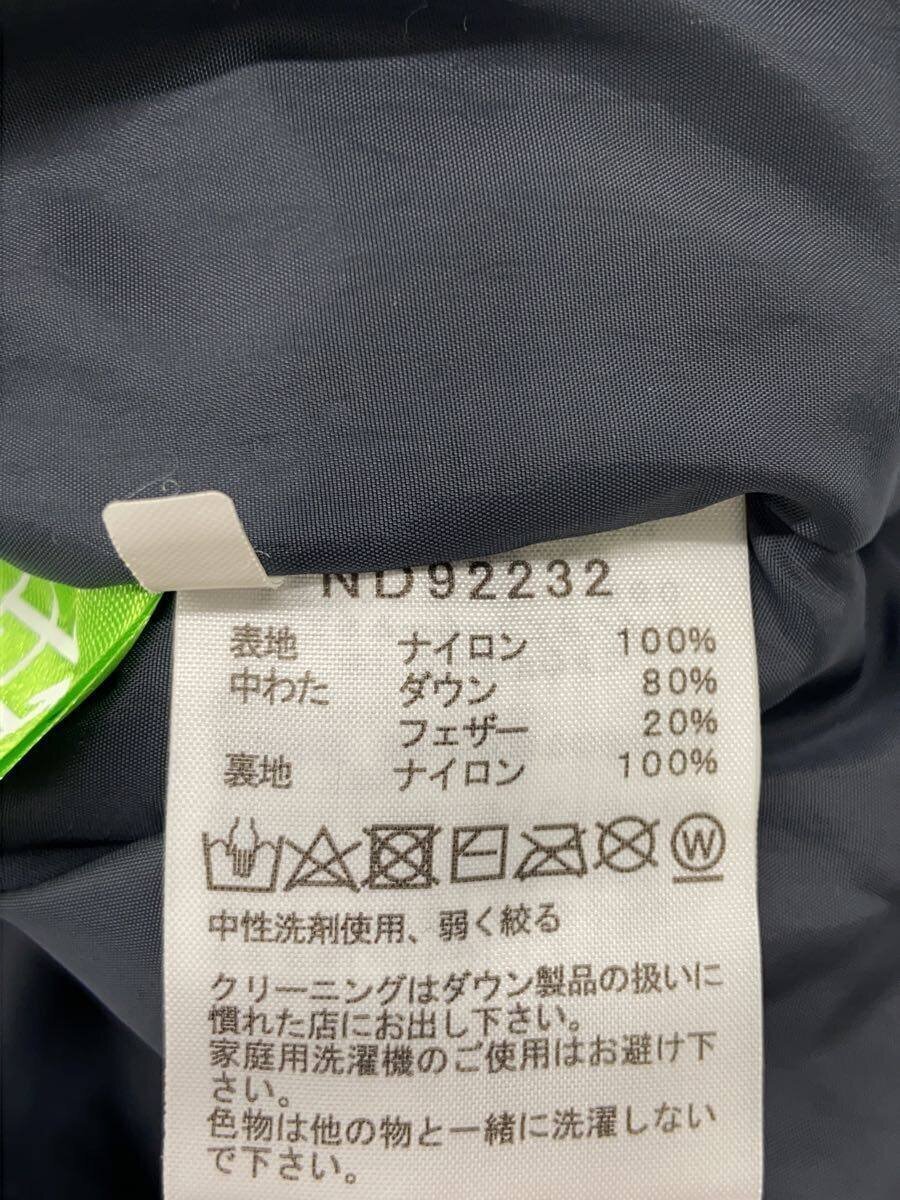 ND92232
表地 ナイロン 100%
中わた ダウン 80%
フェザー 20%
裏地 ナイロン 100%
W
中性洗剤使用、弱く絞る
クリーニングはダウン製品の扱いに
慣れた店にお出し下さい。
家庭用洗濯機のご使用はお避け下
さい。
色物は他の物と一緒に洗濯しない
で下さい。